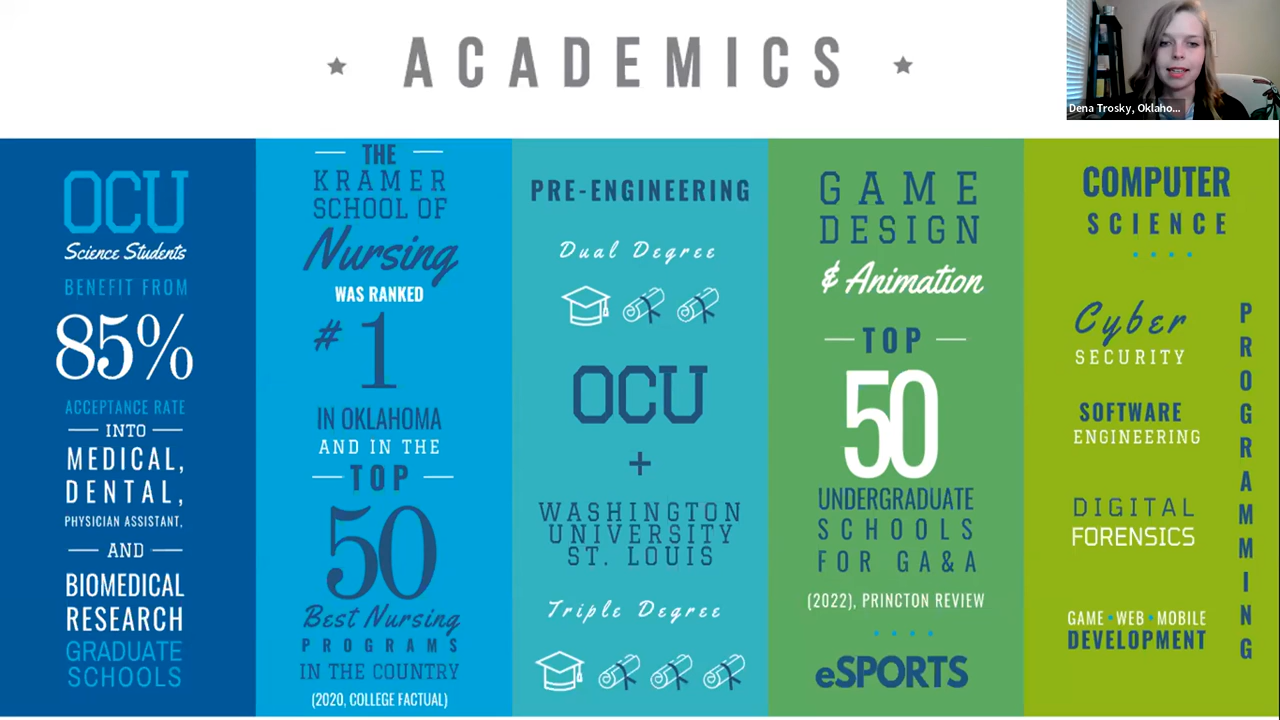 ACADEMICS
Dena Trosky, Oklaho...
OCU
Science Students
BENEFIT FROM
85%
ACCEPTANCE RATE
INTO
MEDICAL,
DENTAL,
PHYSICIAN ASSISTANT,
AND
BIOMEDICAL
RESEARCH
GRADUATE
SCHOOLS
THE
KRAMER
SCHOOL OF
Nursing
WAS RANKED
#1
IN OKLAHOMA
AND IN THE
TOP
50
Best Nursing
PROGRAMS
IN THE COUNTRY
(2020, COLLEGE FACTUAL)
PRE-ENGINEERING
Dual Degree
OCU
+
WASHINGTON
UNIVERSITY
ST. LOUIS
Triple Degree
GAME
DESIGN
& Animation
TOP
50
UNDERGRADUATE
SCHOOLS
FOR GA&A
(2022), PRINCTON REVIEW
eSPORTS
COMPUTER
SCIENCE
Cyber
SECURITY
SOFTWARE
ENGINEERING
DIGITAL
FORENSICS
GAME•WEB•MOBILE
DEVELOPMENT
PROGRAMMING